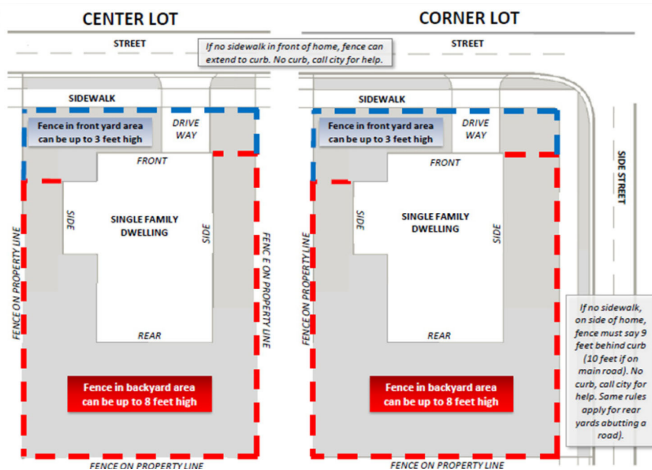 CENTER LOT
CORNER LOT
STREET
If no sidewalk in front of home, fence can
extend to curb. No curb, call city for help.
STREET
SIDEWALK
Fence in front yard area
can be up to 3 feet high
DRIVE
WAY
FRONT
SIDE
SINGLE FAMILY
DWELLING
SIDE
REAR
FENCE ON PROPERTY LINE
FENCE ON PROPERTY LINE
Fence in backyard area
can be up to 8 feet high
FENCE ON PROPERTY LINE
SIDEWALK
Fence in front yard area
can be up to 3 feet high
DRIVE
WAY
FRONT
SIDE
SINGLE FAMILY
DWELLING
SIDE
REAR
FENCE ON PROPERTY LINE
Fence in backyard area
can be up to 8 feet high
FENCE ON PROPERTY LINE
SIDE STREET
If no sidewalk,
on side of home,
fence must say 9
feet behind curb
(10 feet if on
main road). No
curb, call city for
help. Same rules
apply for rear
yards abutting a
road).